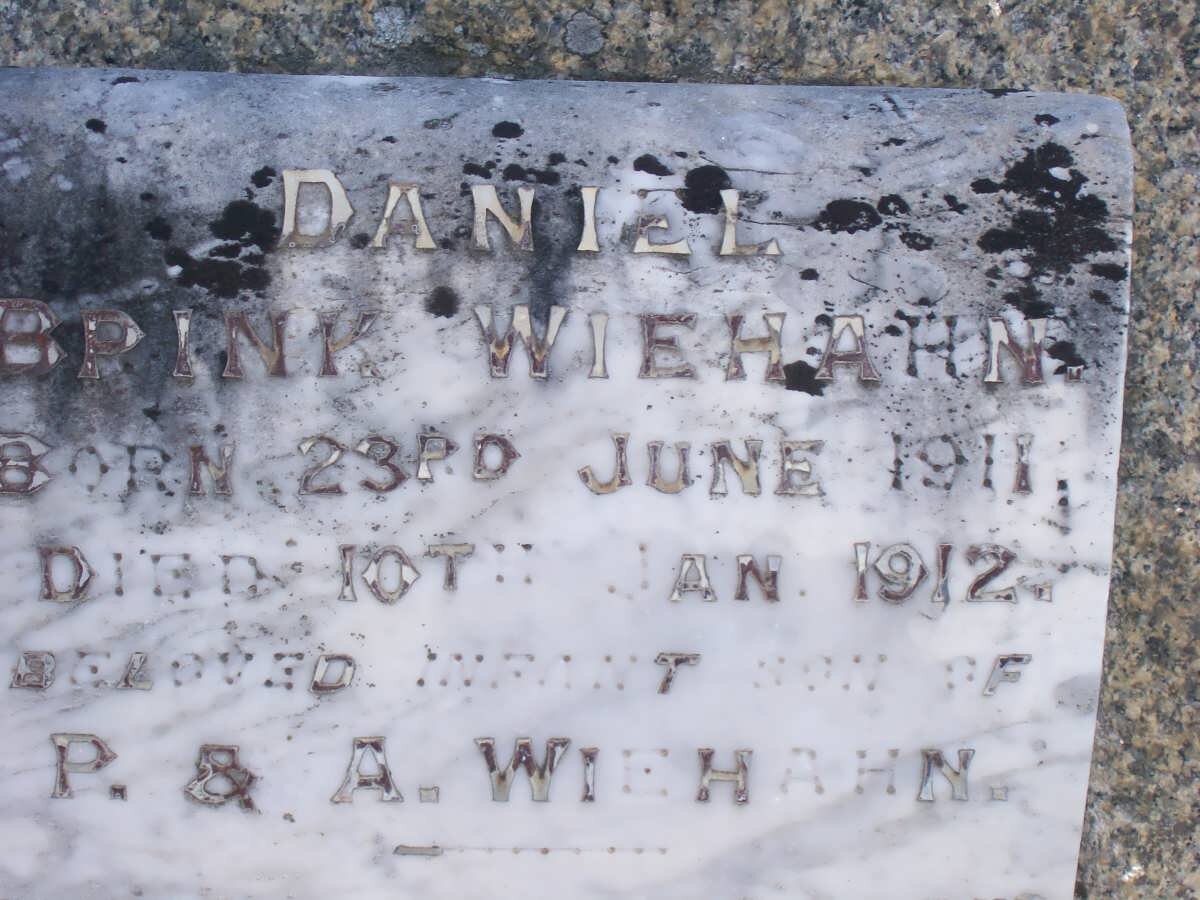 DANIEL
BRINK WIEHAHN.
BORN 23RD JUNE 1911,
DIED 10TH JAN. 1912.
BELOVED INFANT SON OF
P. & A. WIEHAHN.